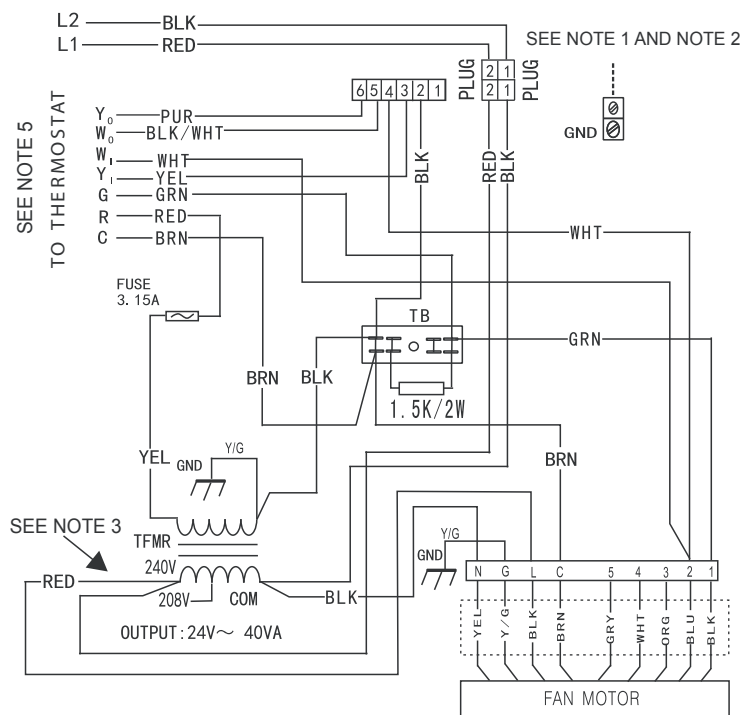 L2 BLK
L1 RED
SEE NOTE 1 AND NOTE 2
PLUG
2 1
2 1
PLUG
6 5 4 3 2 1
GND
SEE NOTE 5
TO THERMOSTAT
Y0 PUR
W0 BLK/WHT
W1 WHT
Y1 YEL
G GRN
R RED
C BRN
BLK
RED
BLK
WHT
FUSE
3.15A
TB
GRN
BRN
BLK
1.5K/2W
YEL
GND
Y/G
BRN
SEE NOTE 3
TFMR
240V
RED
208V
COM
BLK
OUTPUT:24V~ 40VA
Y/G
GND
N G L C 5 4 3 2 1
YEL Y/G BLK BRN GRY WHT ORG BLU BLK
FAN MOTOR